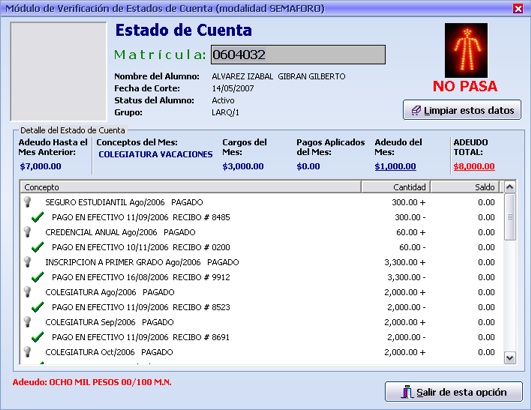 Módulo de Verificación de Estados de Cuenta (modalidad SEMAFORO)
Estado de Cuenta
Matrícula: 0604032
NO PASA
Nombre del Alumno: ALVAREZ IZABAL GIBRAN GILBERTO
Fecha de Corte: 14/05/2007
Status del Alumno: Activo
Grupo: LARQ/1
Limpiar estos datos
Detalle del Estado de Cuenta
Adeudo Hasta el Mes Anterior: Conceptos del Mes: Cargos del Mes: Pagos Aplicados del Mes: Adeudo del Mes: ADEUDO TOTAL:
$7,000.00 COLEGIATURA VACACIONES $3,000.00 $0.00 $1,000.00 $8,000.00
Concepto Cantidad Saldo
SEGURO ESTUDIANTIL Ago/2006 PAGADO 300.00 + 0.00
PAGO EN EFECTIVO 11/09/2006 RECIBO # 8485 300.00 - 0.00
CREDENCIAL ANUAL Ago/2006 PAGADO 60.00 + 0.00
PAGO EN EFECTIVO 10/11/2006 RECIBO # 0200 60.00 - 0.00
INSCRIPCION A PRIMER GRADO Ago/2006 PAGADO 3,300.00 + 0.00
PAGO EN EFECTIVO 16/08/2006 RECIBO # 9912 3,300.00 - 0.00
COLEGIATURA Ago/2006 PAGADO 2,000.00 + 0.00
PAGO EN EFECTIVO 11/09/2006 RECIBO # 8523 2,000.00 - 0.00
COLEGIATURA Sep/2006 PAGADO 2,000.00 + 0.00
PAGO EN EFECTIVO 11/09/2006 RECIBO # 8691 2,000.00 - 0.00
COLEGIATURA Oct/2006 PAGADO 2,000.00 + 0.00
Adeudo: OCHO MIL PESOS 00/100 M.N.
Salir de esta opción